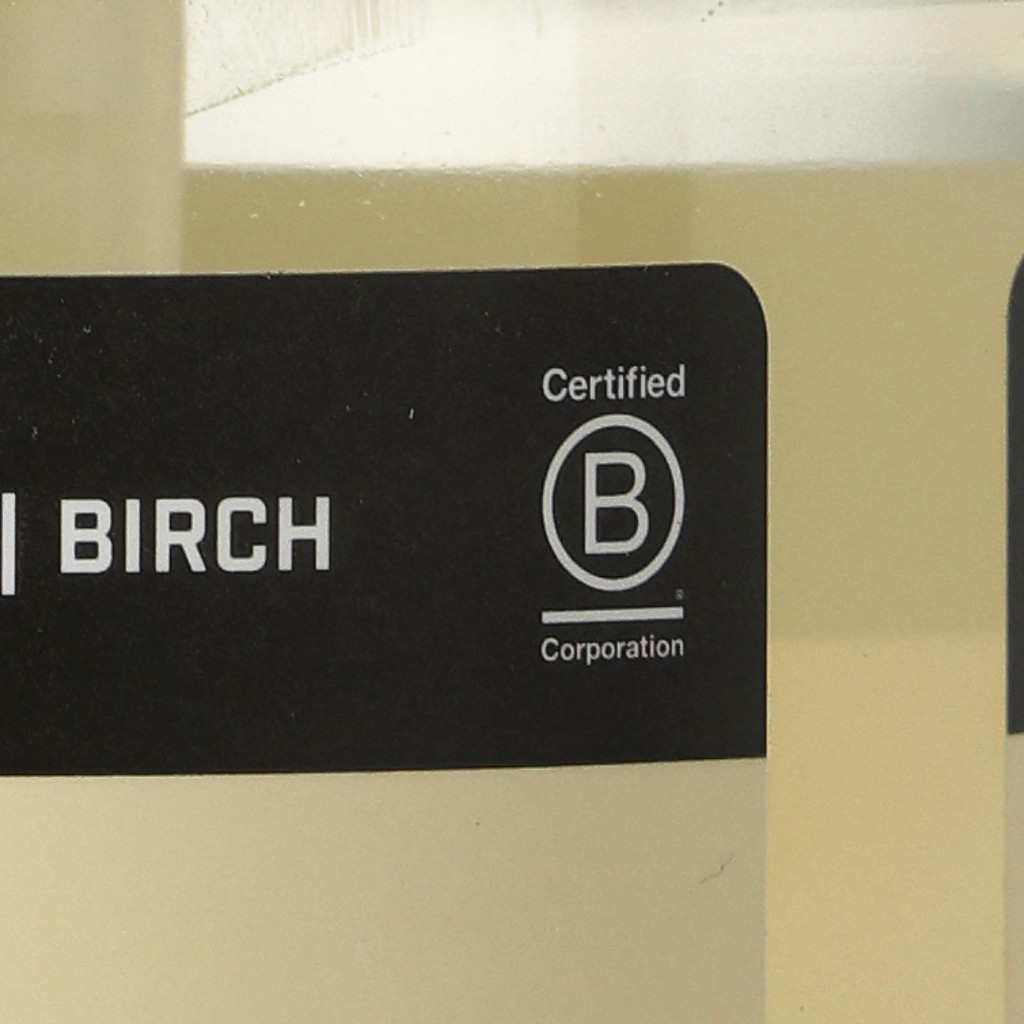 Certified
B
| BIRCH
®
Corporation